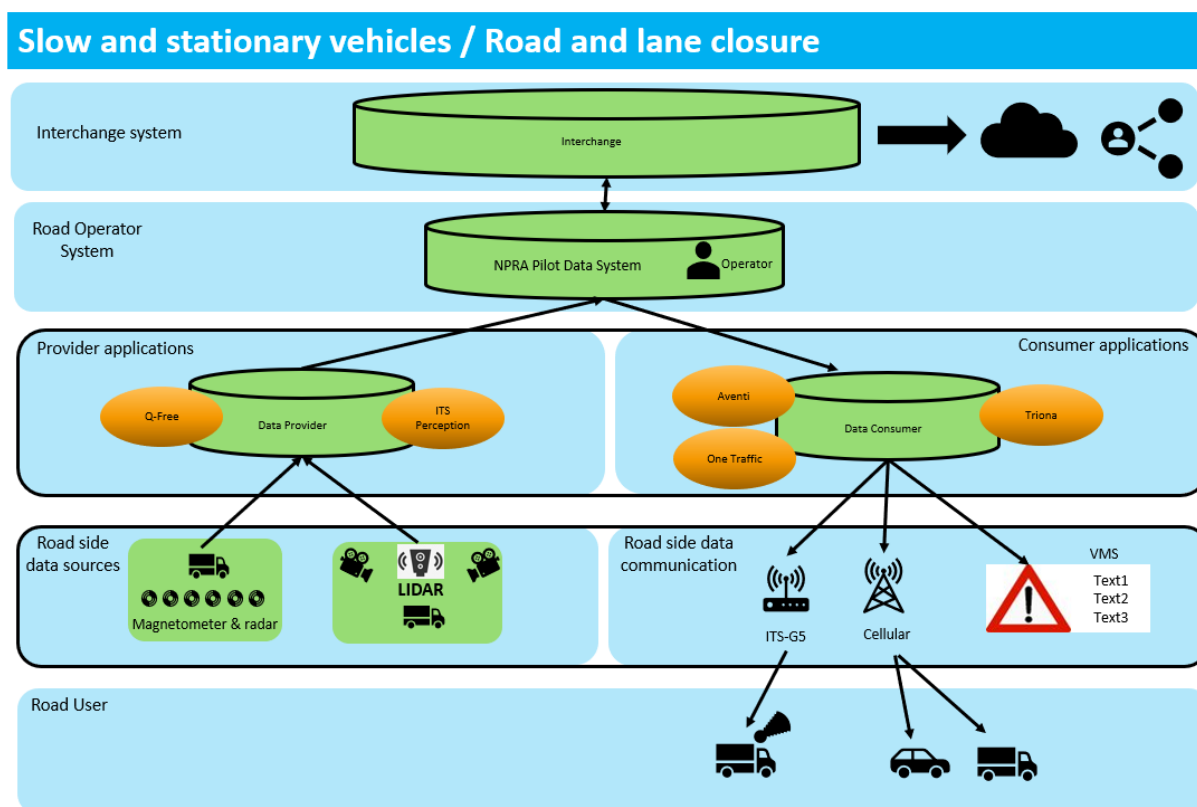 Slow and stationary vehicles / Road and lane closure
Interchange system
Interchange
Road Operator
System
NPRA Pilot Data System
Operator
Provider applications
Consumer applications
Q-Free
Data Provider
ITS
Perception
Aventi
One Traffic
Data Consumer
Triona
Road side
data sources
Magnetometer & radar
LIDAR
Road side data
communication
ITS-G5
Cellular
VMS
Text1
Text2
Text3
Road User